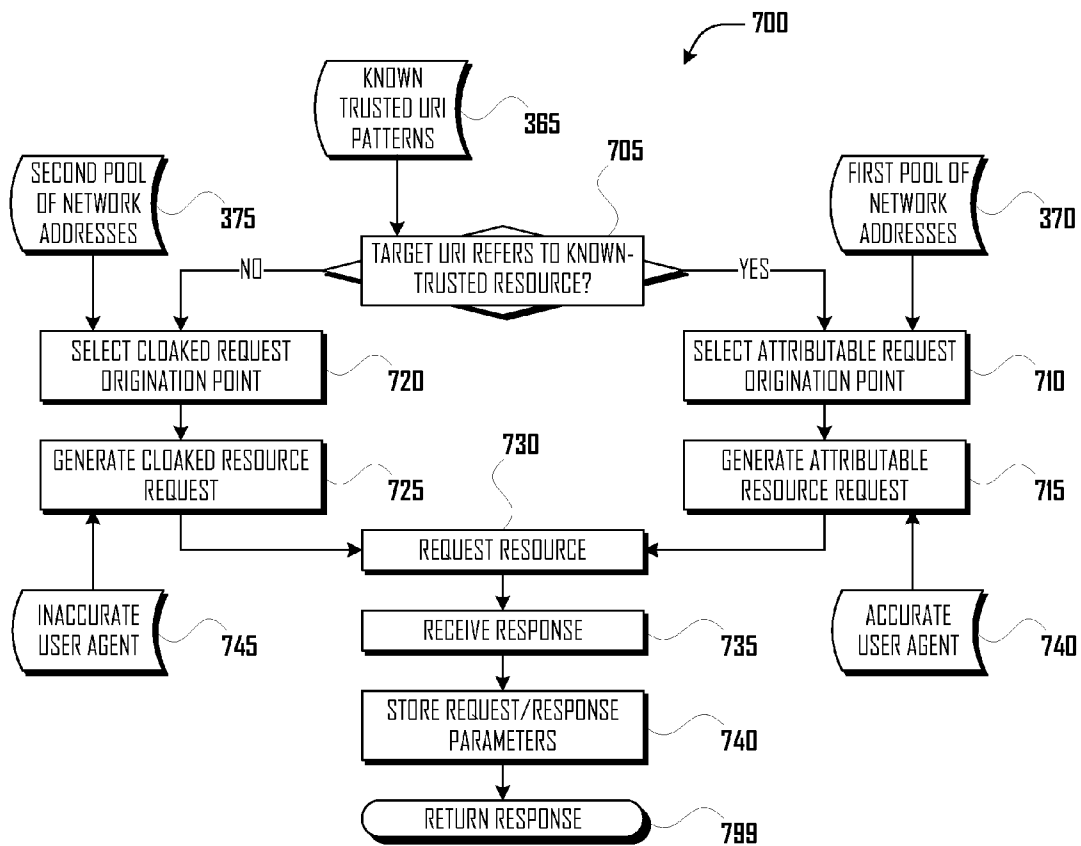 700
KNOWN
TRUSTED URI
PATTERNS
365
705
SECOND POOL
OF NETWORK
ADDRESSES
375
FIRST POOL OF
NETWORK
ADDRESSES
370
TARGET URI REFERS TO KNOWN-
TRUSTED RESOURCE?
NO
YES
SELECT CLOAKED REQUEST
ORIGINATION POINT
720
SELECT ATTRIBUTABLE REQUEST
ORIGINATION POINT
710
GENERATE CLOAKED RESOURCE
REQUEST
725
730
GENERATE ATTRIBUTABLE
RESOURCE REQUEST
715
REQUEST RESOURCE
INACCURATE
USER AGENT
745
RECEIVE RESPONSE
735
ACCURATE
USER AGENT
740
STORE REQUEST/RESPONSE
PARAMETERS
740
RETURN RESPONSE
799